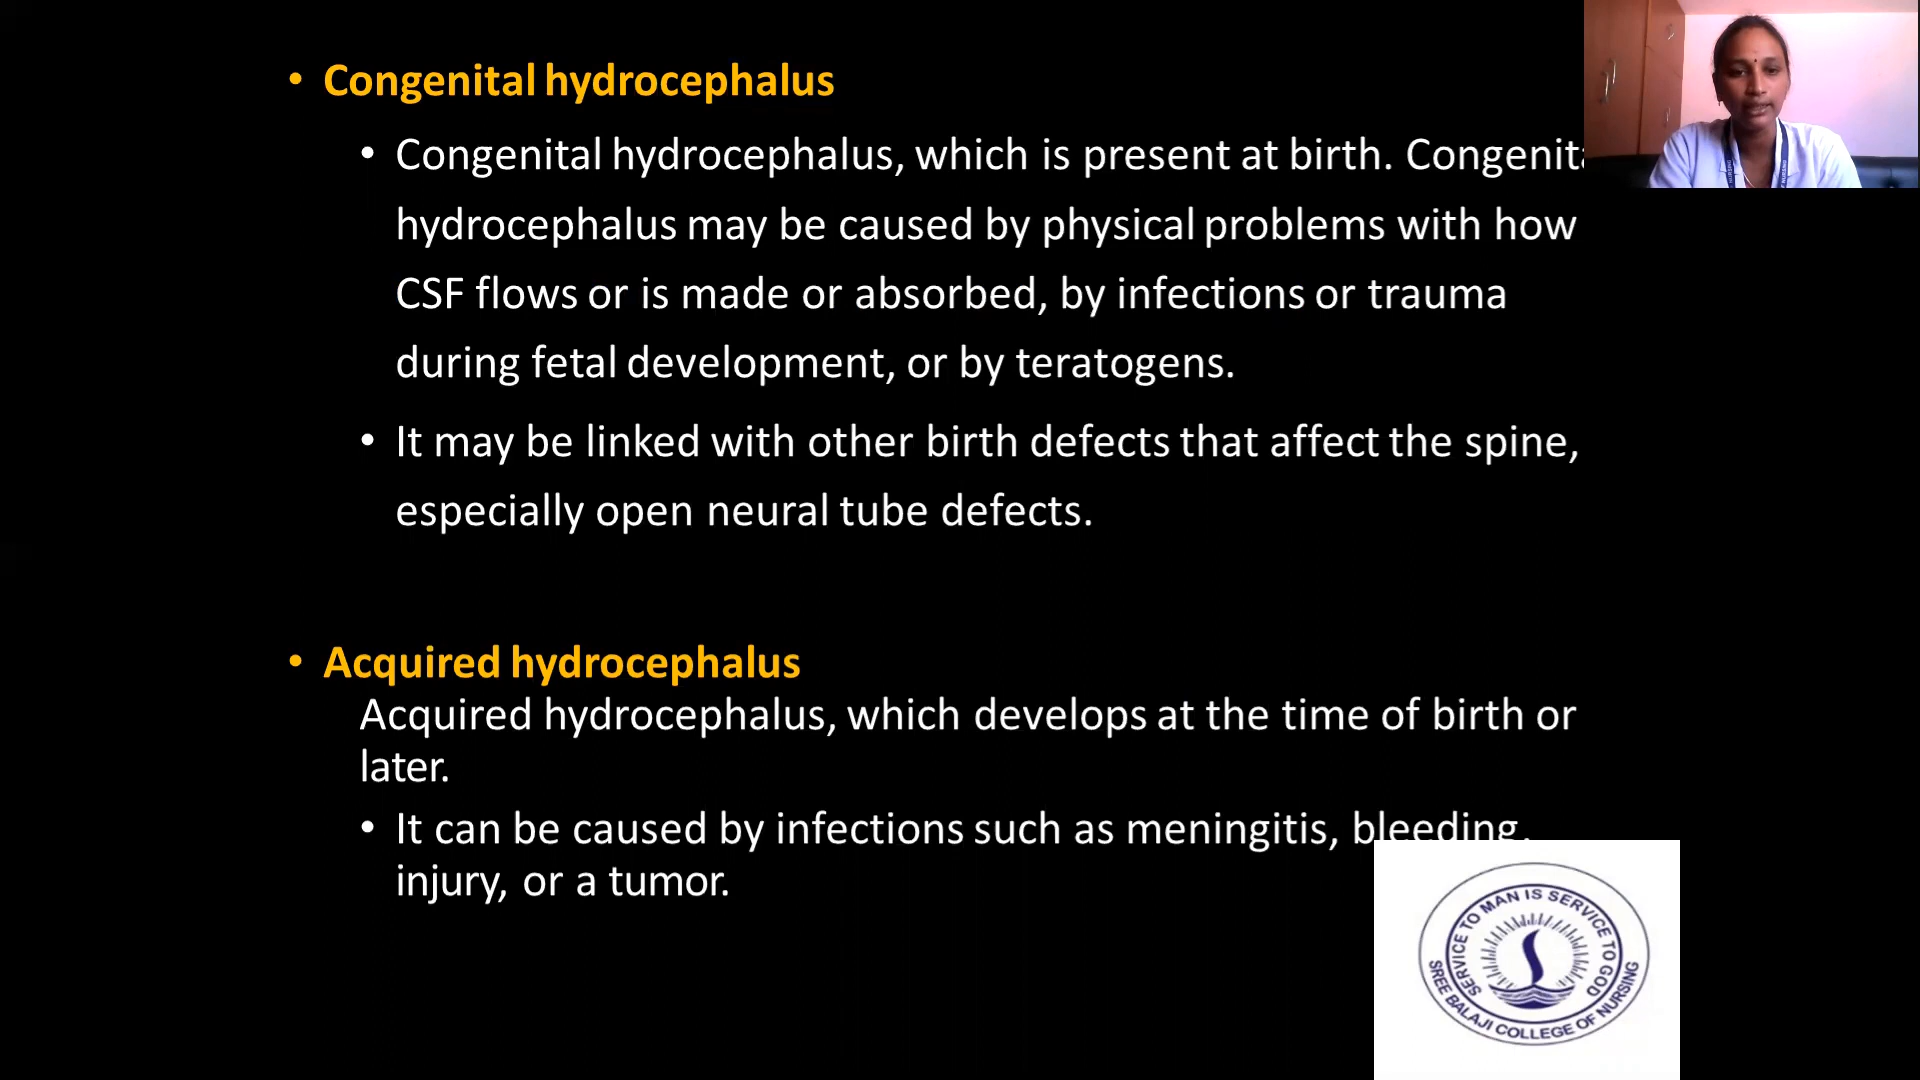 • Congenital hydrocephalus
• Congenital hydrocephalus, which is present at birth.
hydrocephalus may be caused by physical problems with how
CSF flows or is made or absorbed, by infections or trauma
during fetal development, or by teratogens.
• It may be linked with other birth defects that affect the spine,
especially open neural tube defects.
• Acquired hydrocephalus
Acquired hydrocephalus, which develops at the time of birth or
later.
• It can be caused by infections such as meningitis, bleeding,
injury, or a tumor.
SERVICE TO MAN IS SERVICE TO GOD
SREE BALAJI COLLEGE OF NURSING